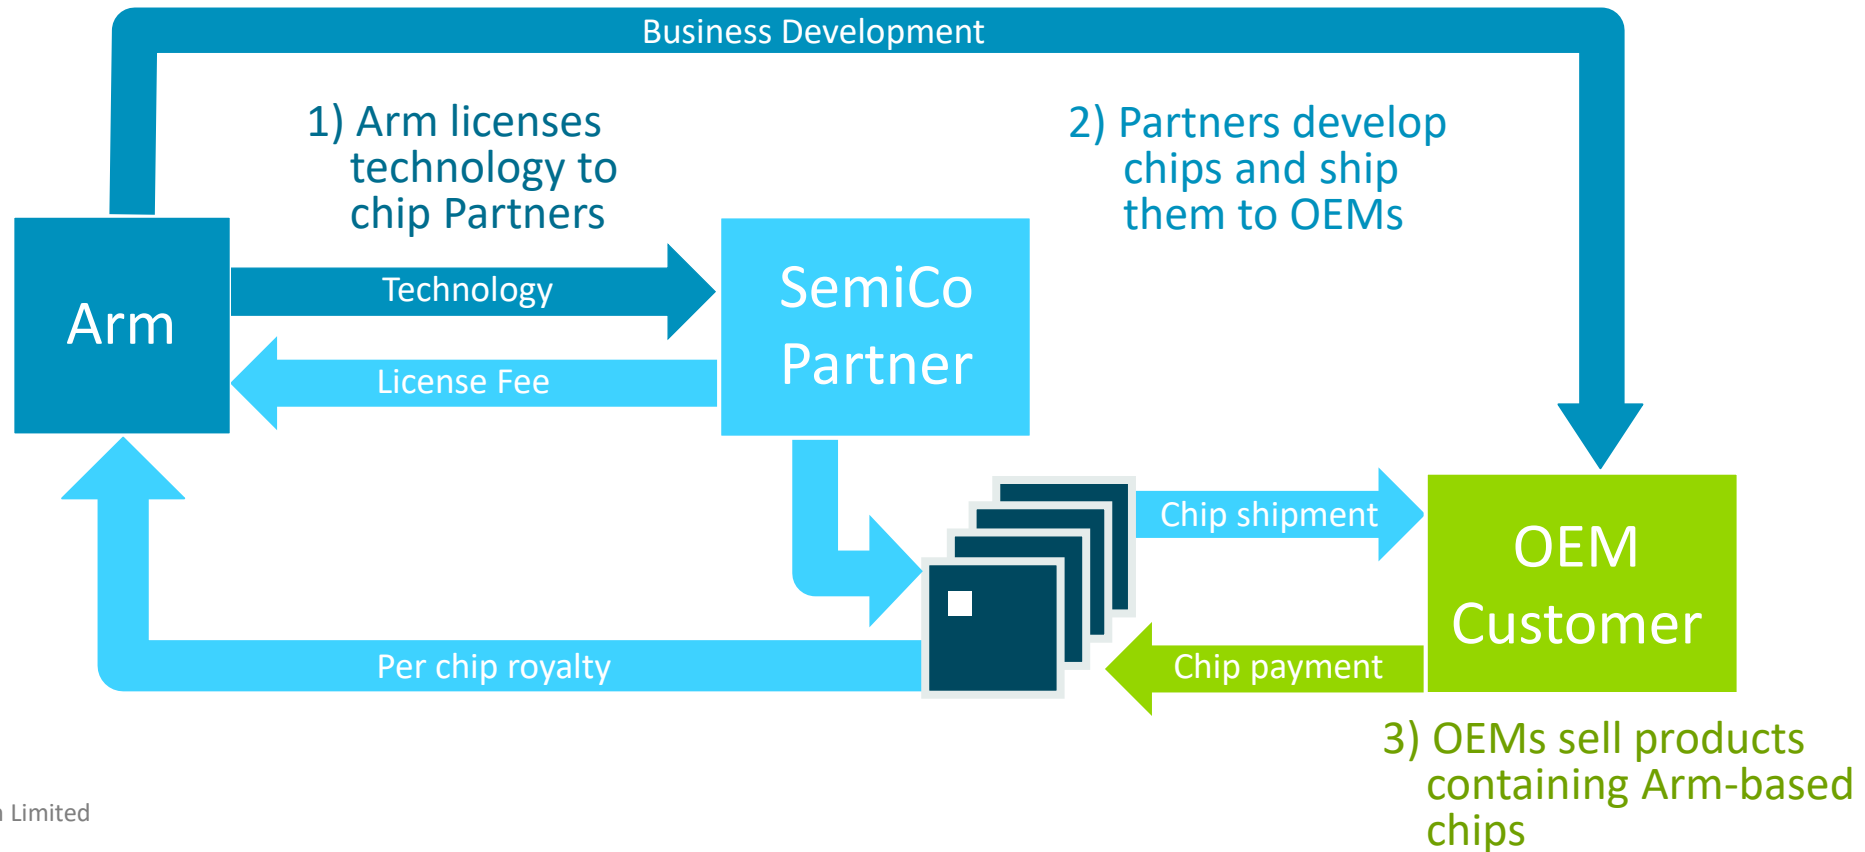 Business Development
1) Arm licenses
technology to
chip Partners
2) Partners develop
chips and ship
them to OEMs
Arm
Technology
License Fee
SemiCo
Partner
Chip shipment
OEM
Customer
Per chip royalty
Chip payment
3) OEMs sell products
containing Arm-based
chips
Limited